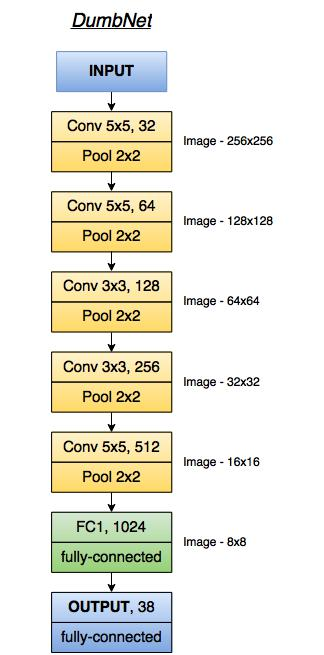 DumbNet
INPUT
Conv 5x5, 32
Pool 2x2
Image - 256x256
Conv 5x5, 64
Pool 2x2
Image - 128x128
Conv 3x3, 128
Pool 2x2
Image - 64x64
Conv 3x3, 256
Pool 2x2
Image - 32x32
Conv 5x5, 512
Pool 2x2
Image - 16x16
FC1, 1024
fully-connected
Image - 8x8
OUTPUT, 38
fully-connected